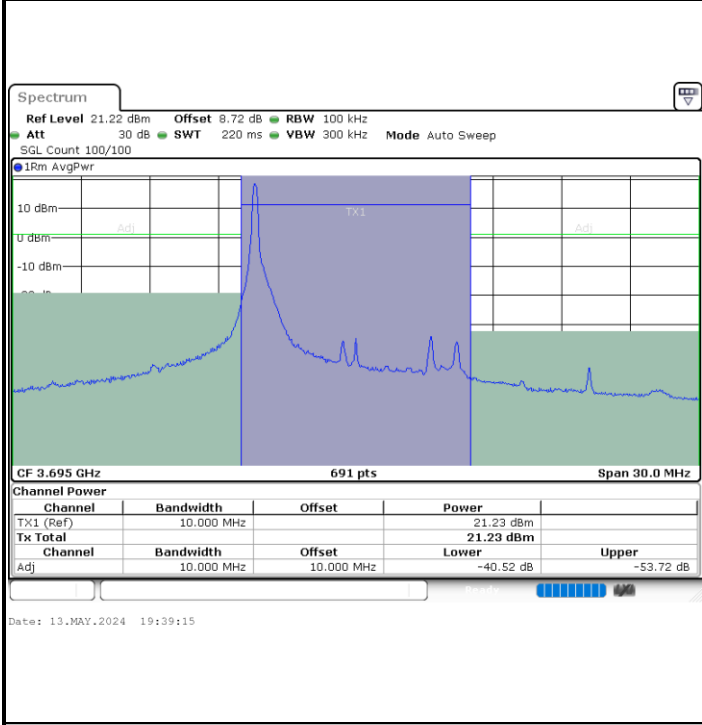 Spectrum
Ref Level 21.22 dBm Offset 8.72 dB RBW 100 kHz
Att 30 dB SWT 220 ms VBW 300 kHz Mode Auto Sweep
SGL Count 100/100
1Rm AvgPwr
10 dBm
TX1
Adj
Adj
0 dBm
-10 dBm
CF 3.695 GHz 691 pts Span 30.0 MHz
Channel Power
Channel Bandwidth Offset Power
TX1 (Ref) 10.000 MHz 21.23 dBm
Tx Total 21.23 dBm
Channel Bandwidth Offset Lower Upper
Adj 10.000 MHz 10.000 MHz -40.52 dB -53.72 dB
Ready
Date: 13.MAY.2024 19:39:15